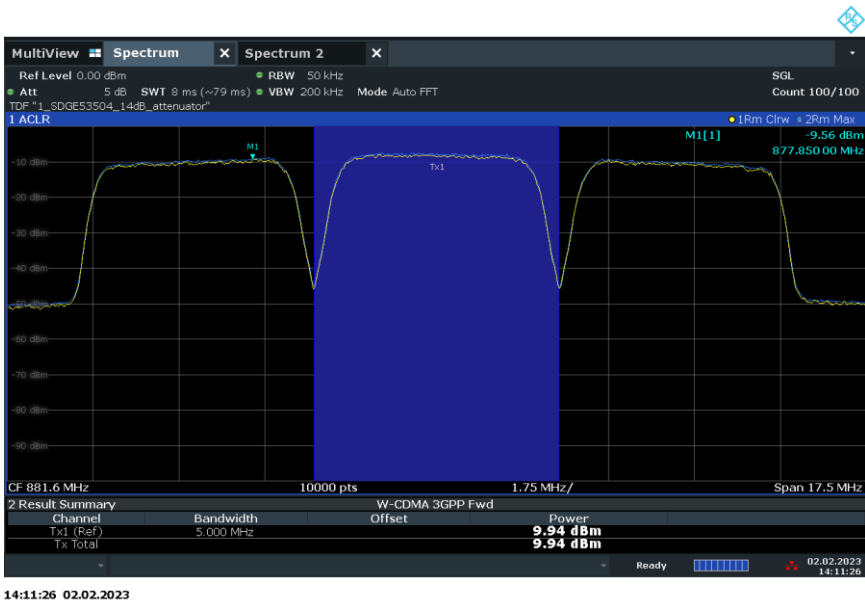 R&S
MultiView Spectrum X Spectrum 2 X
Ref Level 0.00 dBm RBW 50 kHz SGL
Att 5 dB SWT 8 ms (~79 ms) VBW 200 kHz Mode Auto FFT Count 100/100
TDF "1_SDGE53504_14dB_attenuator"
1 ACLR 1Rm Clrw 2Rm Max
M1[1] -9.56 dBm
877.850 00 MHz
M1
Tx1
-10 dBm
-20 dBm
-30 dBm
-40 dBm
-50 dBm
-60 dBm
-70 dBm
-80 dBm
-90 dBm
CF 881.6 MHz 10000 pts 1.75 MHz/ Span 17.5 MHz
2 Result Summary W-CDMA 3GPP Fwd
Channel Bandwidth Offset Power
Tx1 (Ref) 5.000 MHz 9.94 dBm
Tx Total 9.94 dBm
Ready 02.02.2023
14:11:26
14:11:26 02.02.2023